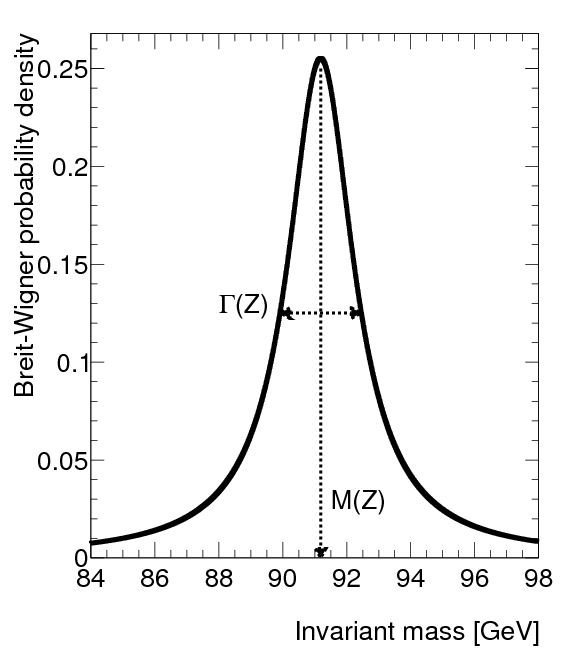 Breit-Wigner probability density
0.25
0.2
0.15
Γ(Z)
0.1
0.05
M(Z)
0
84 86 88 90 92 94 96 98
Invariant mass [GeV]